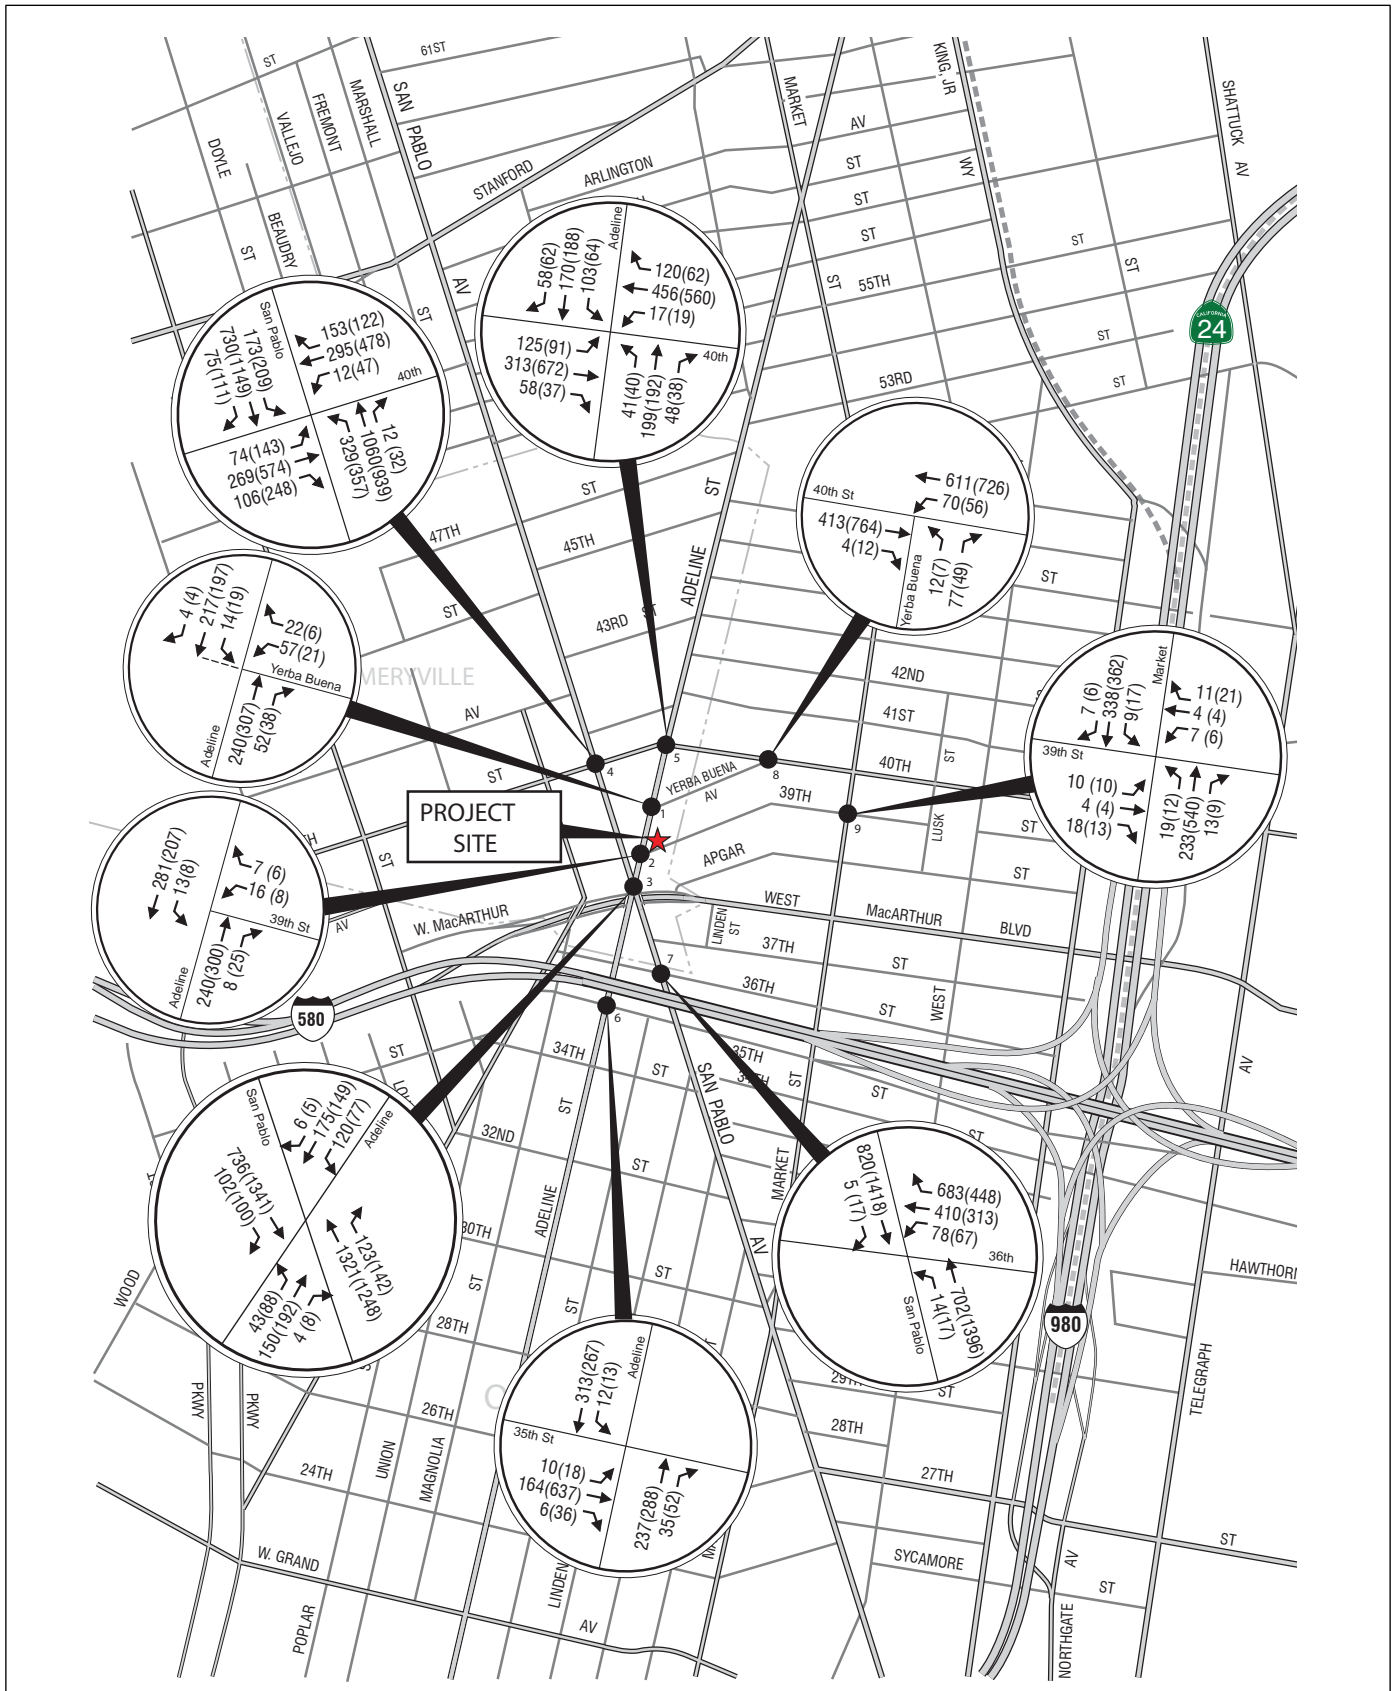 61ST
ST
SAN PABLO
MARSHALL
FREMONT
VALLEJO
DOYLE
ST
BEAUDRY
STANFORD
ARLINGTON
MARKET
KING, JR
WY
SHATTUCK AV
AV
ST
ST
ST
55TH
ST
ST
ST
ST
53RD
ST
CALIFORNIA
24
AV
ST
San Pablo
75(111)
730(1149)
173(209)
153(122)
295(478)
12(47)
40th
74(143)
269(574)
106(248)
329(357)
1060(939)
12 (32)
Adeline
58(62)
170(188)
103(64)
120(62)
456(560)
17(19)
125(91)
313(672)
58(37)
40th
41(40)
199(192)
48(38)
40th St
611(726)
70(56)
413(764)
4(12)
Yerba Buena
12(7)
77(49)
47TH
ST
45TH
ST
43RD
ST
ADELINE
ST
ST
42ND
41ST
ST
40TH
39TH
LUSK
ST
ST
MERYVILLE
AV
ST
4 (4)
217(197)
14(19)
22(6)
57(21)
Yerba Buena
Adeline
240(307)
52(38)
Market
7 (6)
338(362)
9(17)
11(21)
4 (4)
7 (6)
39th St
10 (10)
4 (4)
18(13)
19(12)
233(540)
13(9)
4
5
8
1
9
2
3
7
6
YERBA BUENA
AV
PROJECT
SITE
APGAR
281(207)
13(8)
7 (6)
16 (8)
39th St
Adeline
240(300)
8 (25)
TH
ST
AV
W. MacARTHUR
WEST
MacARTHUR
BLVD
LINDEN
ST
37TH
ST
36TH
ST
WEST
580
34TH
ST
35TH
ST
ST
ST
SAN PABLO
AV
MARKET
ST
AV
San Pablo
6 (5)
175(149)
120(77)
Adeline
736(1341)
102(100)
123(142)
1321(1248)
43(88)
150(192)
4 (8)
32ND
ST
ADELINE
ST
30TH
ST
ST
28TH
ST
820(1418)
5 (17)
683(448)
410(313)
78(67)
36th
San Pablo
14(17)
702(1396)
980
WOOD
PKWY
PKWY
HAWTHORN
TELEGRAPH
Adeline
313(267)
12(13)
35th St
10(18)
164(637)
6(36)
237(288)
35(52)
26TH
24TH
UNION
MAGNOLIA
ST
28TH
27TH
ST
SYCAMORE
ST
AV
NORTHGATE
W. GRAND
AV
POPLAR
LINDEN